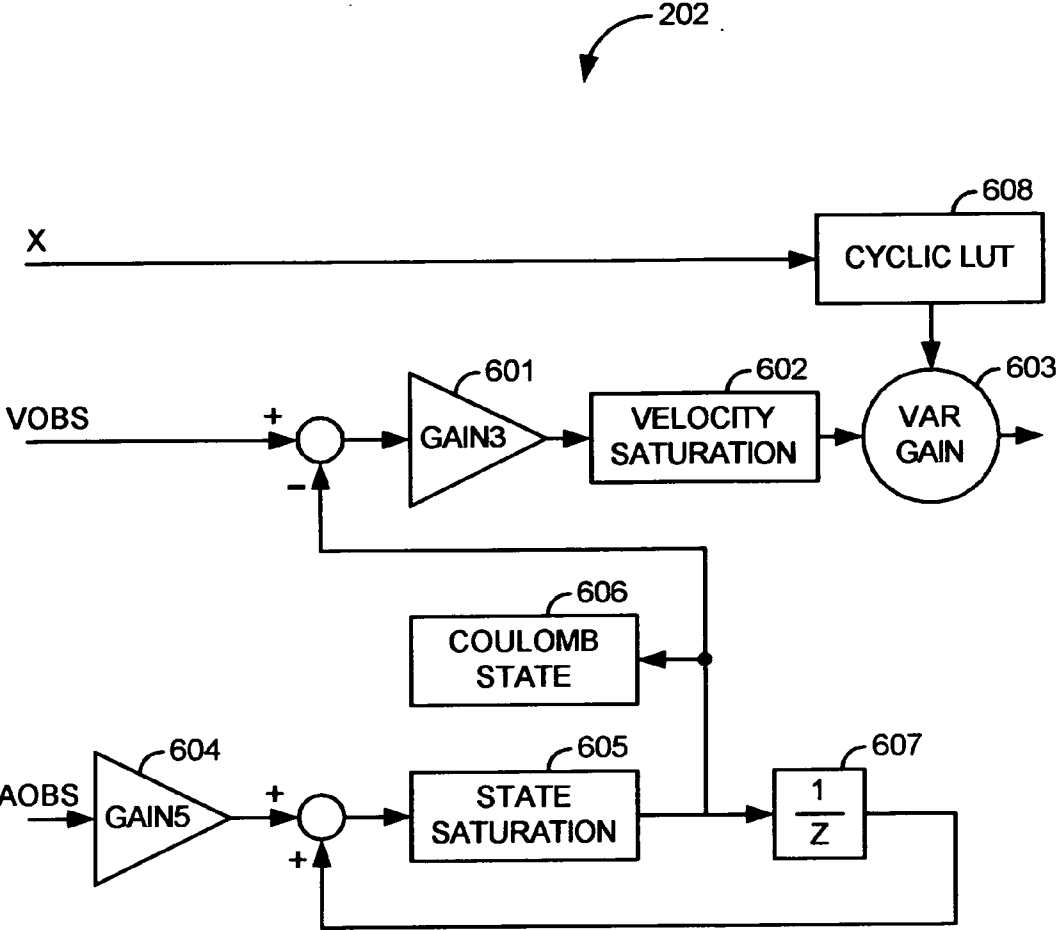 202
608
X
CYCLIC LUT
601
602
603
VOBS
+
GAIN3
VELOCITY
SATURATION
VAR
GAIN
−
606
COULOMB
STATE
604
605
607
AOBS
GAIN5
+
STATE
SATURATION
1
Z
+